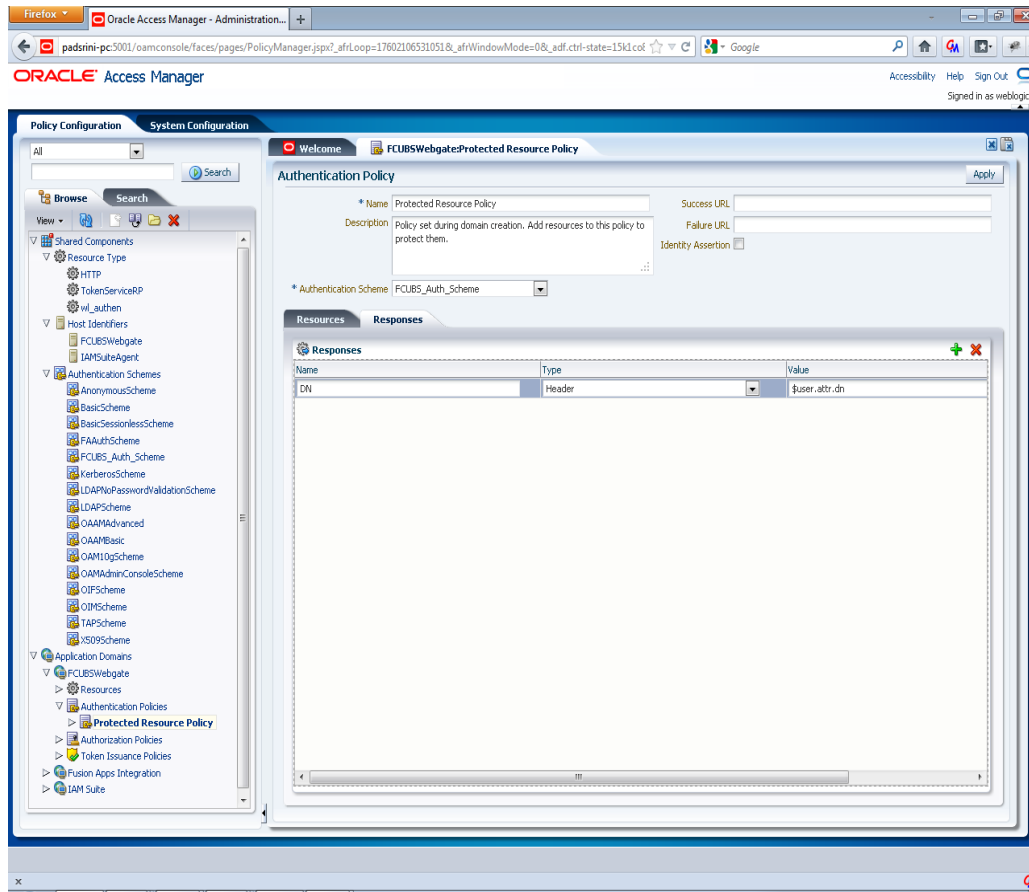 Firefox
Oracle Access Manager - Administration...
padsrini-pc:5001/oamconsole/faces/pages/PolicyManager.jspx?_afrLoop=17602106531051&_afrWindowMode=0&_adf.ctrl-state=15k1cof
Google
ORACLE Access Manager
Accessibility Help Sign Out
Signed in as weblogic
Policy Configuration
System Configuration
All
Search
Browse
Search
View
Shared Components
Resource Type
HTTP
TokenServiceRP
wl_authen
Host Identifiers
FCUBSWebgate
IAMSuiteAgent
Authentication Schemes
AnonymousScheme
BasicScheme
BasicSessionlessScheme
FAAuthScheme
FCUBS_Auth_Scheme
KerberosScheme
LDAPNoPasswordValidationScheme
LDAPScheme
OAAMAdvanced
OAAMBasic
OAM10gScheme
OAMAdminConsoleScheme
OIFScheme
OIMScheme
TAPScheme
X509Scheme
Application Domains
FCUBSWebgate
Resources
Authentication Policies
Protected Resource Policy
Authorization Policies
Token Issuance Policies
Fusion Apps Integration
IAM Suite
Welcome
FCUBSWebgate:Protected Resource Policy
Authentication Policy
Apply
* Name Protected Resource Policy
Description Policy set during domain creation. Add resources to this policy to
protect them.
* Authentication Scheme FCUBS_Auth_Scheme
Success URL
Failure URL
Identity Assertion
Resources
Responses
Responses
Name Type Value
DN Header $user.attr.dn